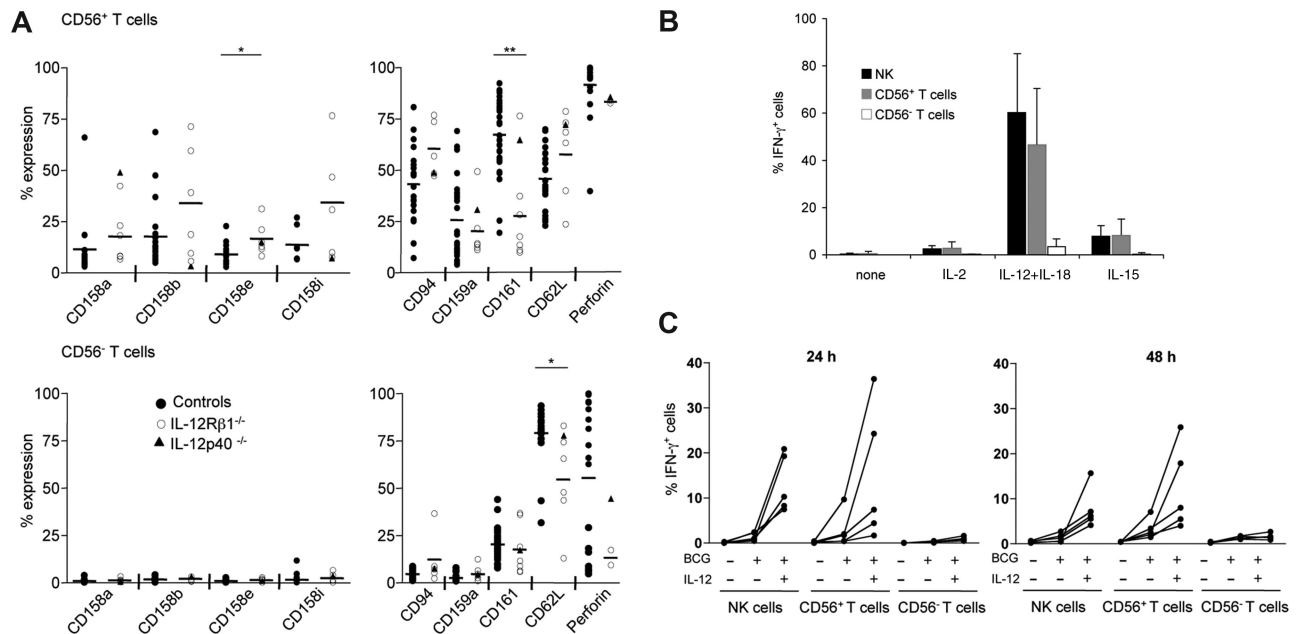 A
CD56⁺ T cells
100
75
50
25
0
% expression
*
CD158a
CD158b
CD158e
CD158i
100
75
50
25
0
**
CD94
CD159a
CD161
CD62L
Perforin
CD56⁻ T cells
100
75
50
25
0
% expression
Controls
IL-12Rβ1⁻/⁻
IL-12p40 ⁻/⁻
CD158a
CD158b
CD158e
CD158i
100
75
50
25
0
*
CD94
CD159a
CD161
CD62L
Perforin
B
100
80
60
40
20
0
% IFN-γ⁺ cells
NK
CD56⁺ T cells
CD56⁻ T cells
none IL-2 IL-12+IL-18 IL-15
C
24 h
40
30
20
10
0
% IFN-γ⁺ cells
BCG − + + − + + − + +
IL-12 − − + − − + − − +
NK cells CD56⁺ T cells CD56⁻ T cells
48 h
40
30
20
10
0
BCG − + + − + + − + +
IL-12 − − + − − + − − +
NK cells CD56⁺ T cells CD56⁻ T cells